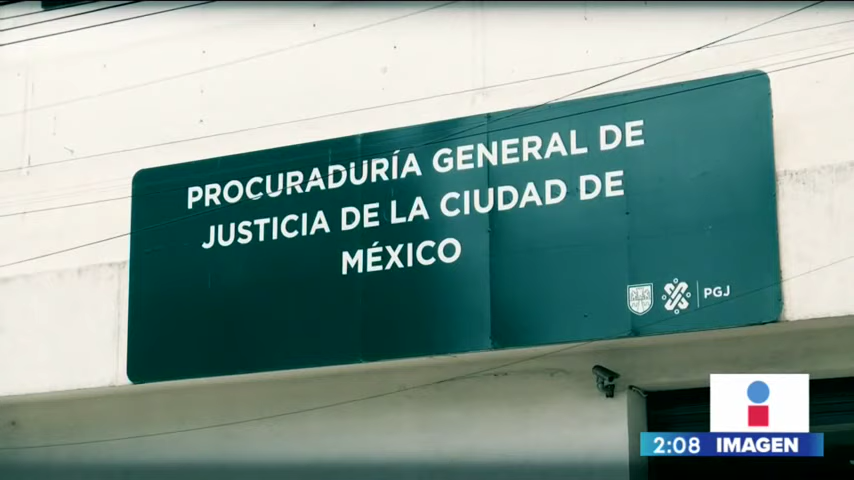 PROCURADURÍA GENERAL DE
JUSTICIA DE LA CIUDAD DE
MÉXICO
PGJ
2:08 IMAGEN